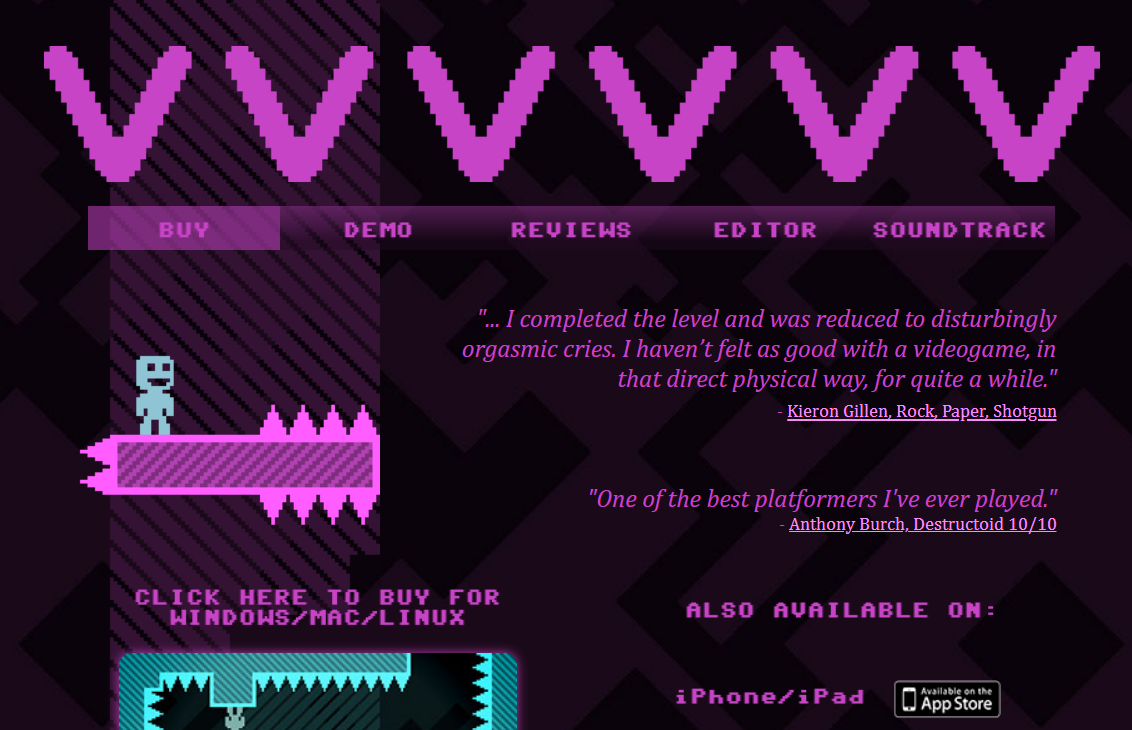 VVVVVV
BUY DEMO REVIEWS EDITOR SOUNDTRACK
"... I completed the level and was reduced to disturbingly
orgasmic cries. I haven’t felt as good with a videogame, in
that direct physical way, for quite a while."
- Kieron Gillen, Rock, Paper, Shotgun
"One of the best platformers I've ever played."
- Anthony Burch, Destructoid 10/10
CLICK HERE TO BUY FOR
WINDOWS/MAC/LINUX
ALSO AVAILABLE ON:
iPhone/iPad
Available on the
App Store